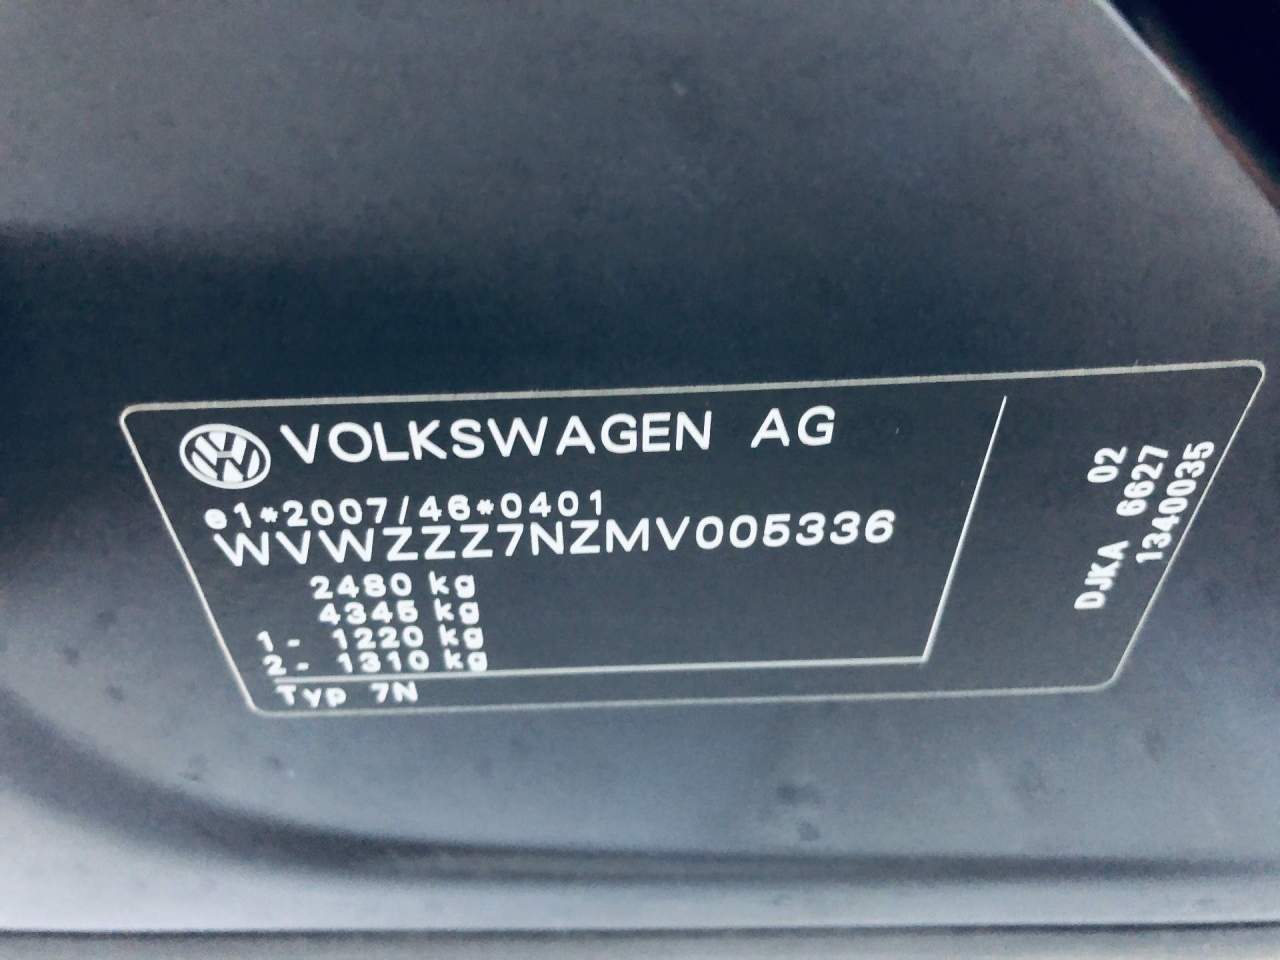 VOLKSWAGEN AG
e1*2007/46*0401
WVWZZZ7NZMV005336
2480 kg
4345 kg
1 - 1220 kg
2 - 1310 kg
Typ 7N
DJKA 02
6627
1340035